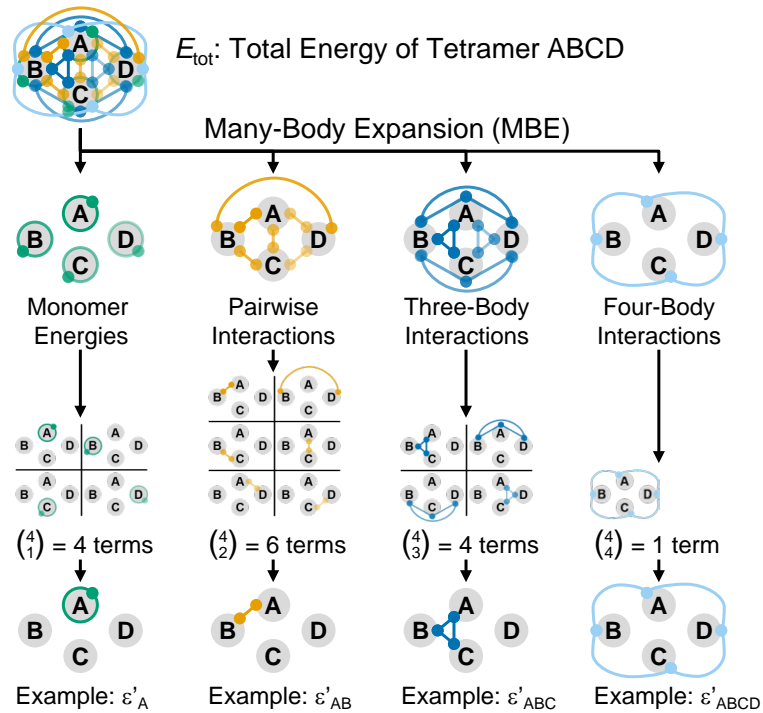 E_tot: Total Energy of Tetramer ABCD
A
B D
C
Many-Body Expansion (MBE)
A
B D
C
A
B D
C
A
B D
C
A
B D
C
Monomer
Energies
Pairwise
Interactions
Three-Body
Interactions
Four-Body
Interactions
A
B D
C
A
B D
C
A
B D
C
A
B D
C
A
B D
C
A
B D
C
A
B D
C
A
B D
C
A
B D
C
A
B D
C
A
B D
C
A
B D
C
A
B D
C
A
B D
C
A
B D
C
(4 1) = 4 terms
(4 2) = 6 terms
(4 3) = 4 terms
(4 4) = 1 term
A
B D
C
A
B D
C
A
B D
C
A
B D
C
Example: ε'A
Example: ε'AB
Example: ε'ABC
Example: ε'ABCD